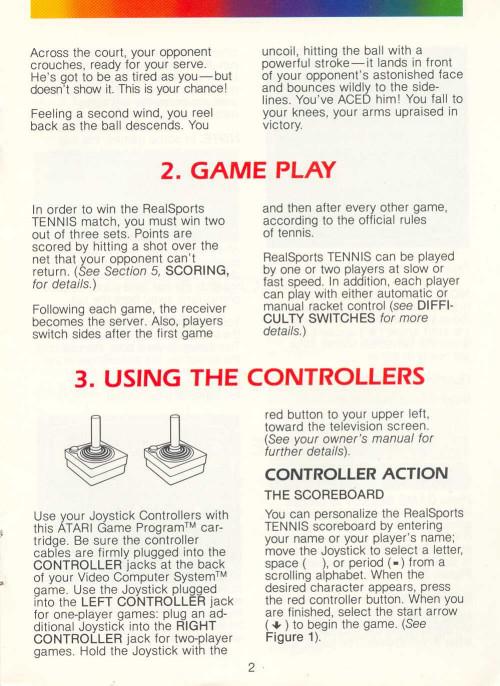 Across the court, your opponent
crouches, ready for your serve.
He's got to be as tired as you—but
doesn't show it. This is your chance!
Feeling a second wind, you reel
back as the ball descends. You
uncoil, hitting the ball with a
powerful stroke—it lands in front
of your opponent's astonished face
and bounces wildly to the side-
lines. You've ACED him! You fall to
your knees, your arms upraised in
victory.
2. GAME PLAY
In order to win the RealSports
TENNIS match, you must win two
out of three sets. Points are
scored by hitting a shot over the
net that your opponent can't
return. (See Section 5, SCORING,
for details.)
Following each game, the receiver
becomes the server. Also, players
switch sides after the first game
and then after every other game,
according to the official rules
of tennis.
RealSports TENNIS can be played
by one or two players at slow or
fast speed. In addition, each player
can play with either automatic or
manual racket control (see DIFFI-
CULTY SWITCHES for more
details.)
3. USING THE CONTROLLERS
Use your Joystick Controllers with
this ATARI Game Program™ car-
tridge. Be sure the controller
cables are firmly plugged into the
CONTROLLER jacks at the back
of your Video Computer System™
game. Use the Joystick plugged
into the LEFT CONTROLLER jack
for one-player games: plug an ad-
ditional Joystick into the RIGHT
CONTROLLER jack for two-player
games. Hold the Joystick with the
red button to your upper left,
toward the television screen.
(See your owner's manual for
further details).
CONTROLLER ACTION
THE SCOREBOARD
You can personalize the RealSports
TENNIS scoreboard by entering
your name or your player's name;
move the Joystick to select a letter,
space ( ), or period (▪) from a
scrolling alphabet. When the
desired character appears, press
the red controller button. When you
are finished, select the start arrow
(↓) to begin the game. (See
Figure 1).
2